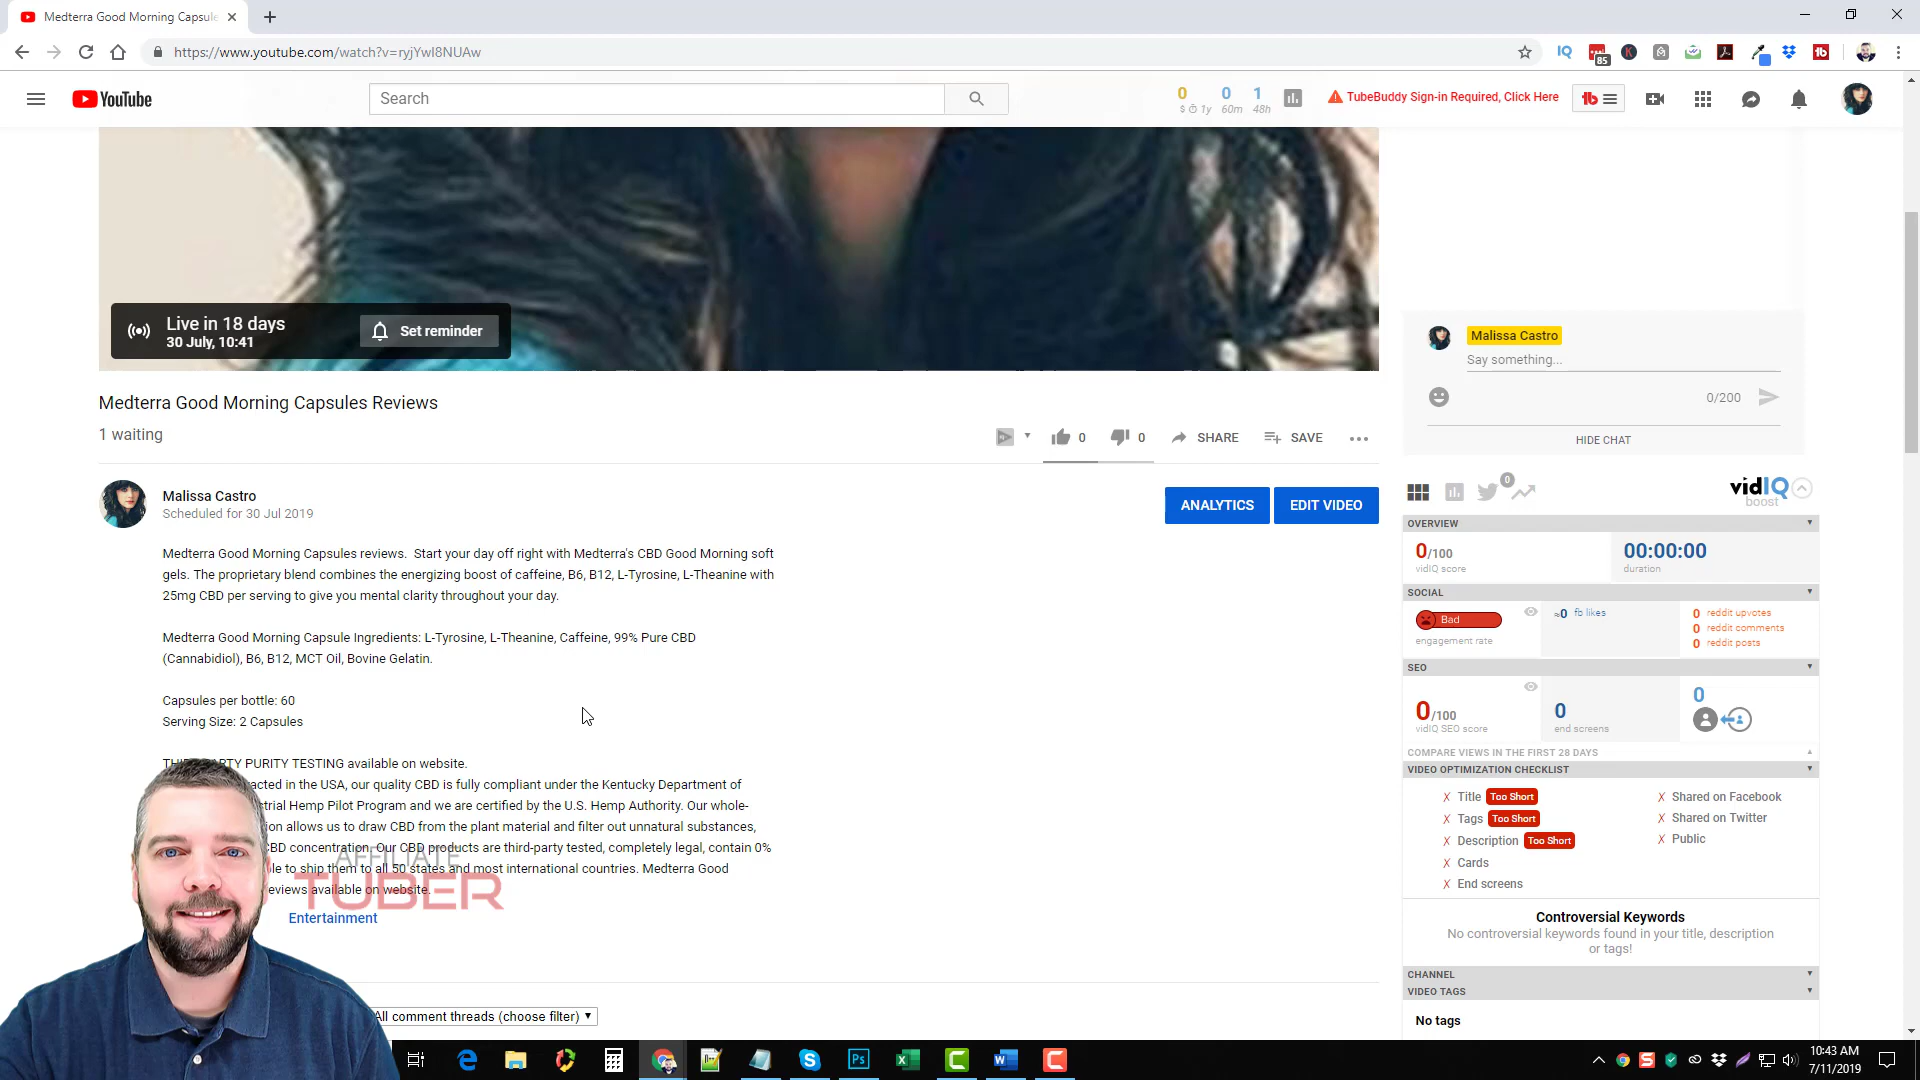 Medterra Good Morning Capsule
https://www.youtube.com/watch?v=ryjYwI8NUAw
85
YouTube
Search
0 0 1
$ 1y 60m 48h
TubeBuddy Sign-in Required, Click Here
tb
Live in 18 days
30 July, 10:41
Set reminder
Malissa Castro
Say something...
0/200
HIDE CHAT
Medterra Good Morning Capsules Reviews
1 waiting
0 0 SHARE SAVE
Malissa Castro
Scheduled for 30 Jul 2019
ANALYTICS EDIT VIDEO
Medterra Good Morning Capsules reviews. Start your day off right with Medterra's CBD Good Morning soft
gels. The proprietary blend combines the energizing boost of caffeine, B6, B12, L-Tyrosine, L-Theanine with
25mg CBD per serving to give you mental clarity throughout your day.
Medterra Good Morning Capsule Ingredients: L-Tyrosine, L-Theanine, Caffeine, 99% Pure CBD
(Cannabidiol), B6, B12, MCT Oil, Bovine Gelatin.
Capsules per bottle: 60
Serving Size: 2 Capsules
PURITY TESTING available on website.
acted in the USA, our quality CBD is fully compliant under the Kentucky Department of
strial Hemp Pilot Program and we are certified by the U.S. Hemp Authority. Our whole-
ion allows us to draw CBD from the plant material and filter out unnatural substances,
CBD concentration. Our CBD products are third-party tested, completely legal, contain 0%
le to ship them to all 50 states and most international countries. Medterra Good
eviews available on website.
AFFILIATE
TUBER
Entertainment
All comment threads (choose filter)
0
vidIQ
boost
OVERVIEW
0/100
vidIQ score
00:00:00
duration
SOCIAL
Bad
engagement rate
≈0 fb likes
0 reddit upvotes
0 reddit comments
0 reddit posts
SEO
0/100
vidIQ SEO score
0
end screens
0
COMPARE VIEWS IN THE FIRST 28 DAYS
VIDEO OPTIMIZATION CHECKLIST
X Title Too Short
X Tags Too Short
X Description Too Short
X Cards
X End screens
X Shared on Facebook
X Shared on Twitter
X Public
Controversial Keywords
No controversial keywords found in your title, description
or tags!
CHANNEL
VIDEO TAGS
No tags
10:43 AM
7/11/2019